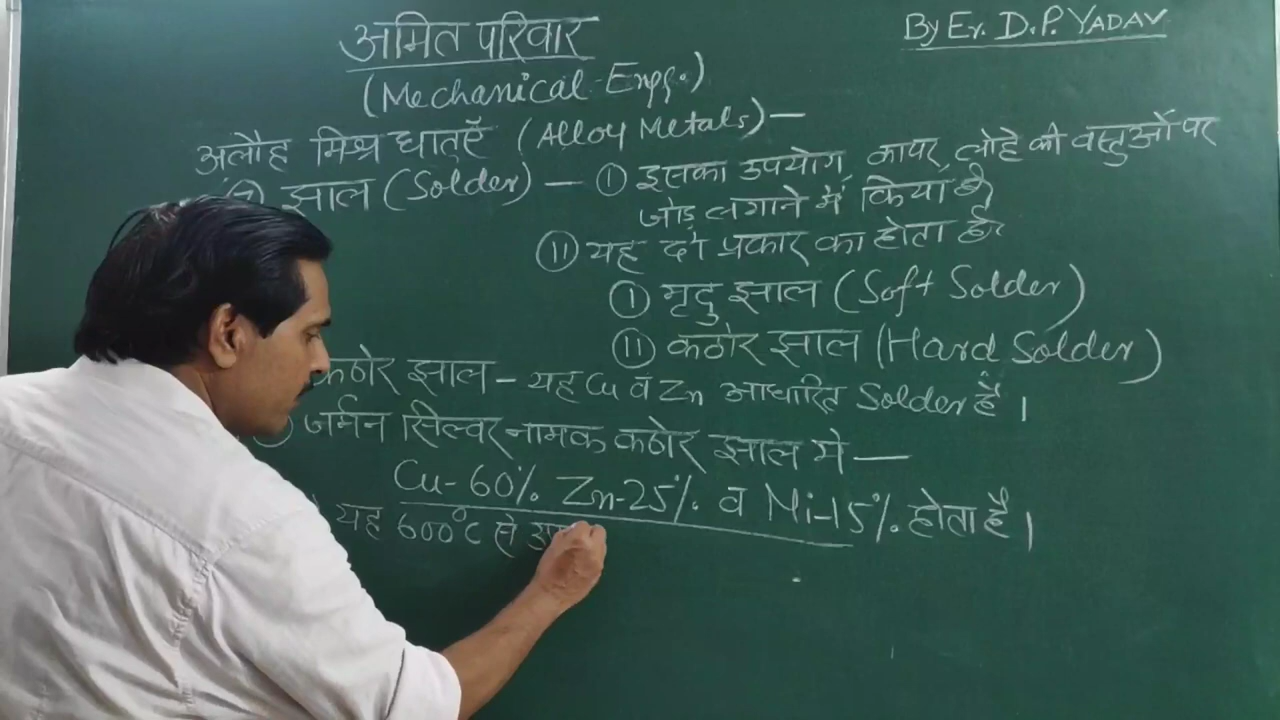 अमित परिवार
By Er. D.P. YADAV
(Mechanical Engg.)
अलौह मिश्र धातुएँ (Alloy Metals) —
झाल (Solder) — (I) इसका उपयोग, कापर, लोहे की वस्तुओं पर
जोड़ लगाने में किया
(II) यह दो प्रकार का होता है
(I) मृदु झाल (Soft Solder)
(II) कठोर झाल (Hard Solder)
कठोर झाल - यह Cu व Zn आधारित Solder है।
जर्मन सिल्वर नामक कठोर झाल मे —
Cu-60% Zn-25% व Ni-15% होता है।
यह 600°C से